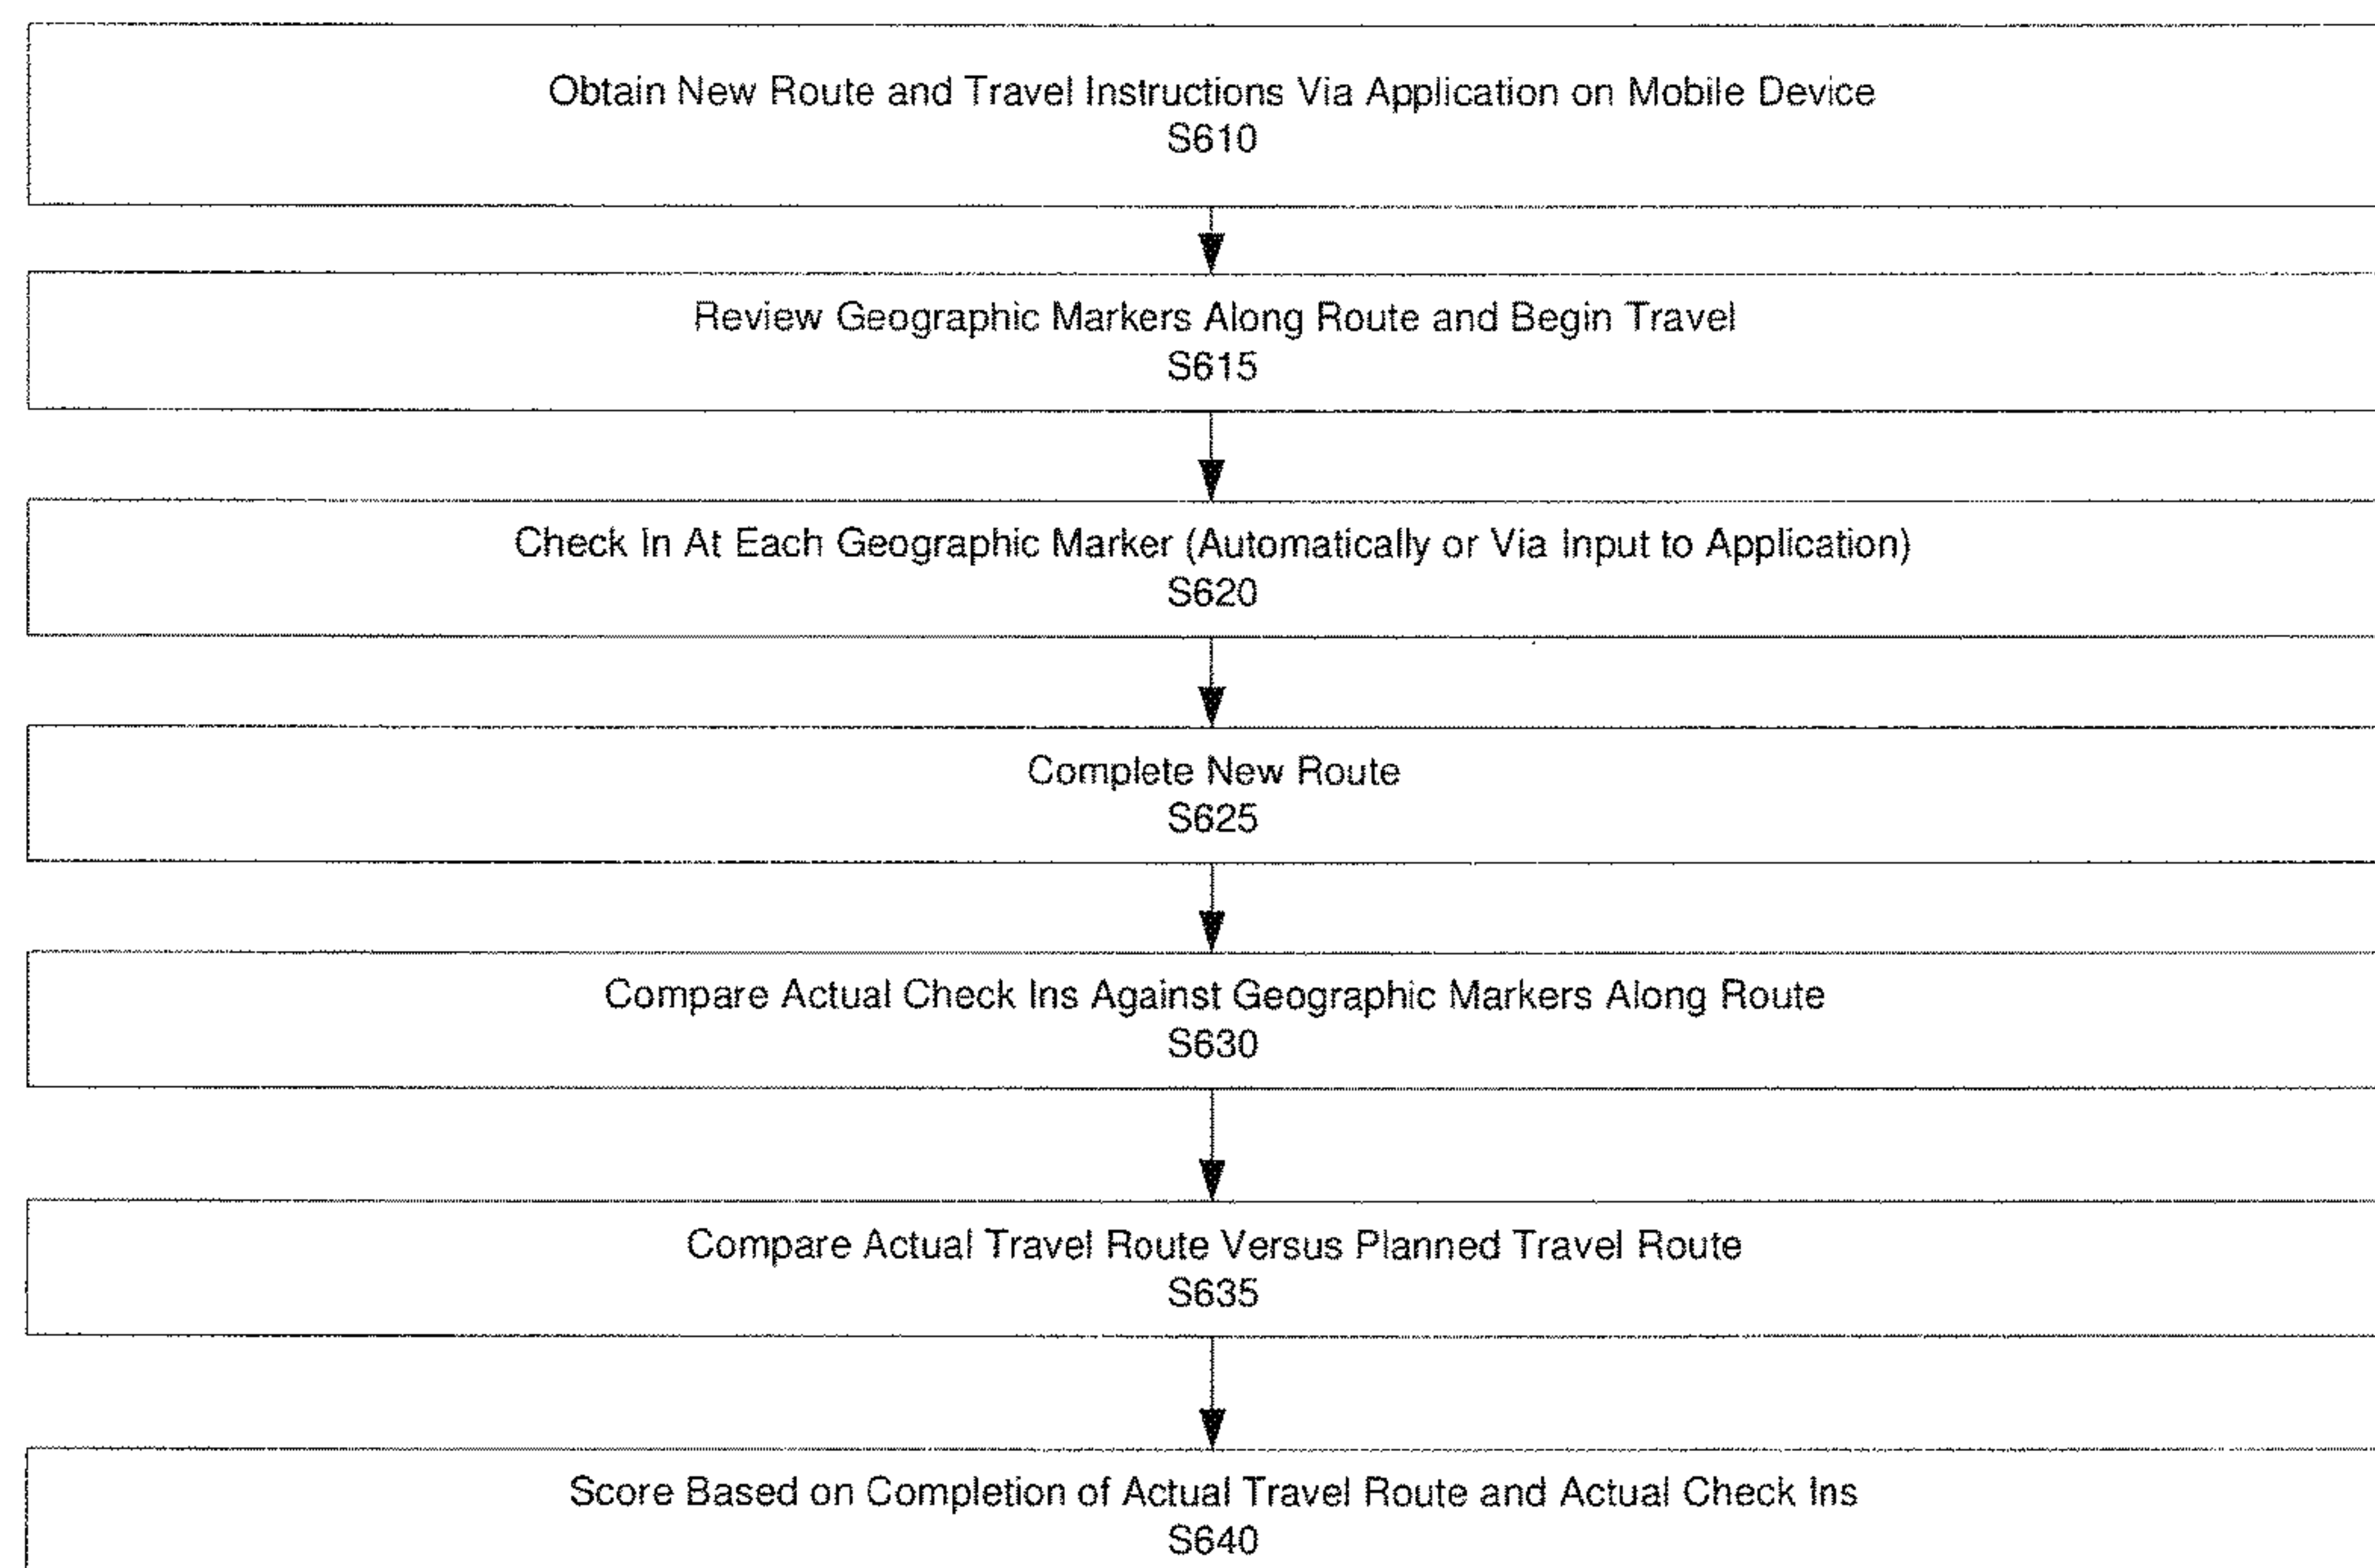 Obtain New Route and Travel Instructions Via Application on Mobile Device
S610
Review Geographic Markers Along Route and Begin Travel
S615
Check In At Each Geographic Marker (Automatically or Via Input to Application)
S620
Complete New Route
S625
Compare Actual Check Ins Against Geographic Markers Along Route
S630
Compare Actual Travel Route Versus Planned Travel Route
S635
Score Based on Completion of Actual Travel Route and Actual Check Ins
S640